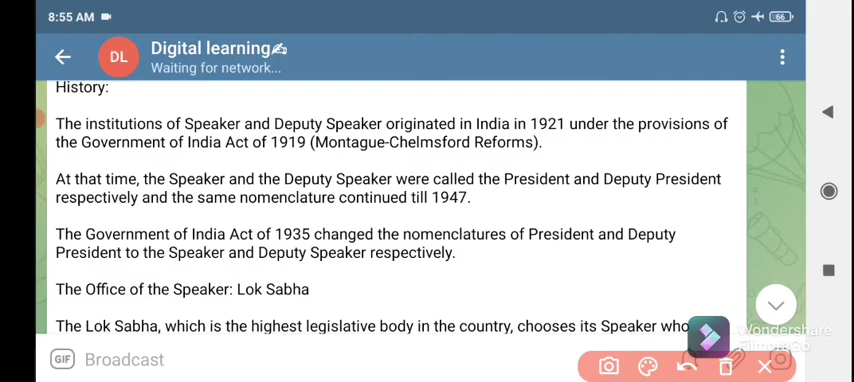 8:55 AM
66
Digital learning✍
DL
Waiting for network...
History:
The institutions of Speaker and Deputy Speaker originated in India in 1921 under the provisions of
the Government of India Act of 1919 (Montague-Chelmsford Reforms).
At that time, the Speaker and the Deputy Speaker were called the President and Deputy President
respectively and the same nomenclature continued till 1947.
The Government of India Act of 1935 changed the nomenclatures of President and Deputy
President to the Speaker and Deputy Speaker respectively.
The Office of the Speaker: Lok Sabha
The Lok Sabha, which is the highest legislative body in the country, chooses its Speaker who
Wondershare
FilmoraGo
GIF Broadcast